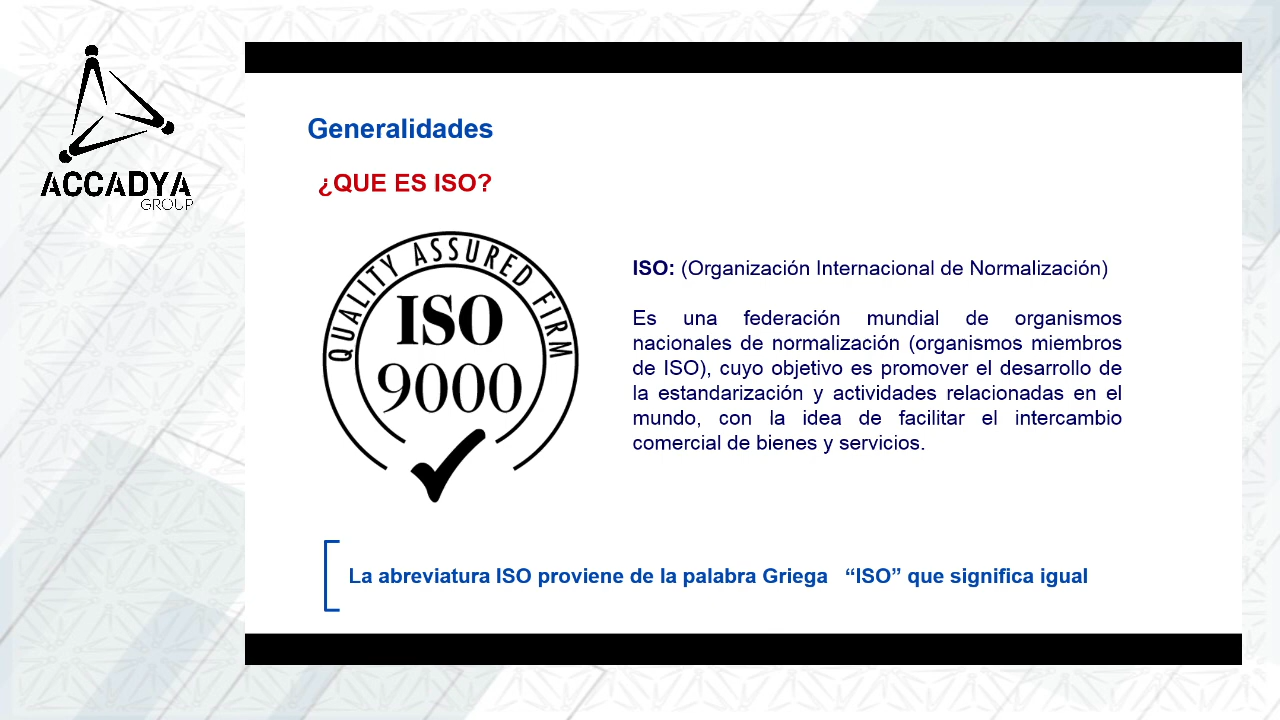 ACCADYA
GROUP
Generalidades
¿QUE ES ISO?
QUALITY ASSURED FIRM
ISO
9000
ISO: (Organización Internacional de Normalización)
Es una federación mundial de organismos
nacionales de normalización (organismos miembros
de ISO), cuyo objetivo es promover el desarrollo de
la estandarización y actividades relacionadas en el
mundo, con la idea de facilitar el intercambio
comercial de bienes y servicios.
La abreviatura ISO proviene de la palabra Griega “ISO” que significa igual